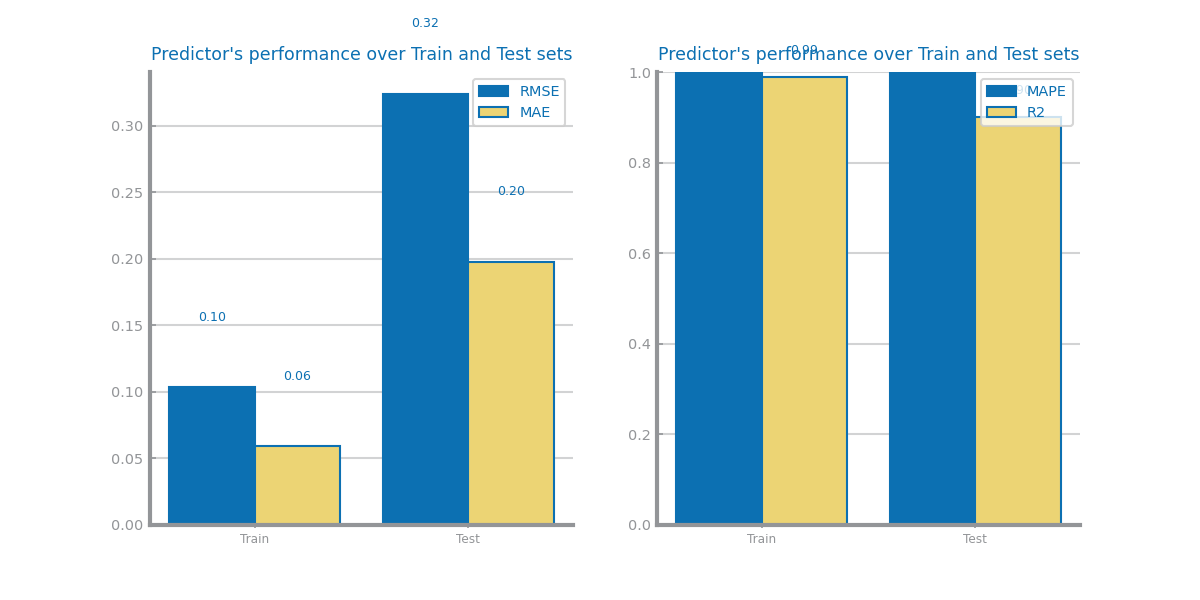 0.32
Predictor's performance over Train and Test sets
RMSE
MAE
0.30
0.25
0.20
0.15
0.10
0.05
0.00
0.20
0.10
0.06
Train
Test
Predictor's performance over Train and Test sets
0.99
MAPE
R2
1.0
0.8
0.6
0.4
0.2
0.0
Train
Test